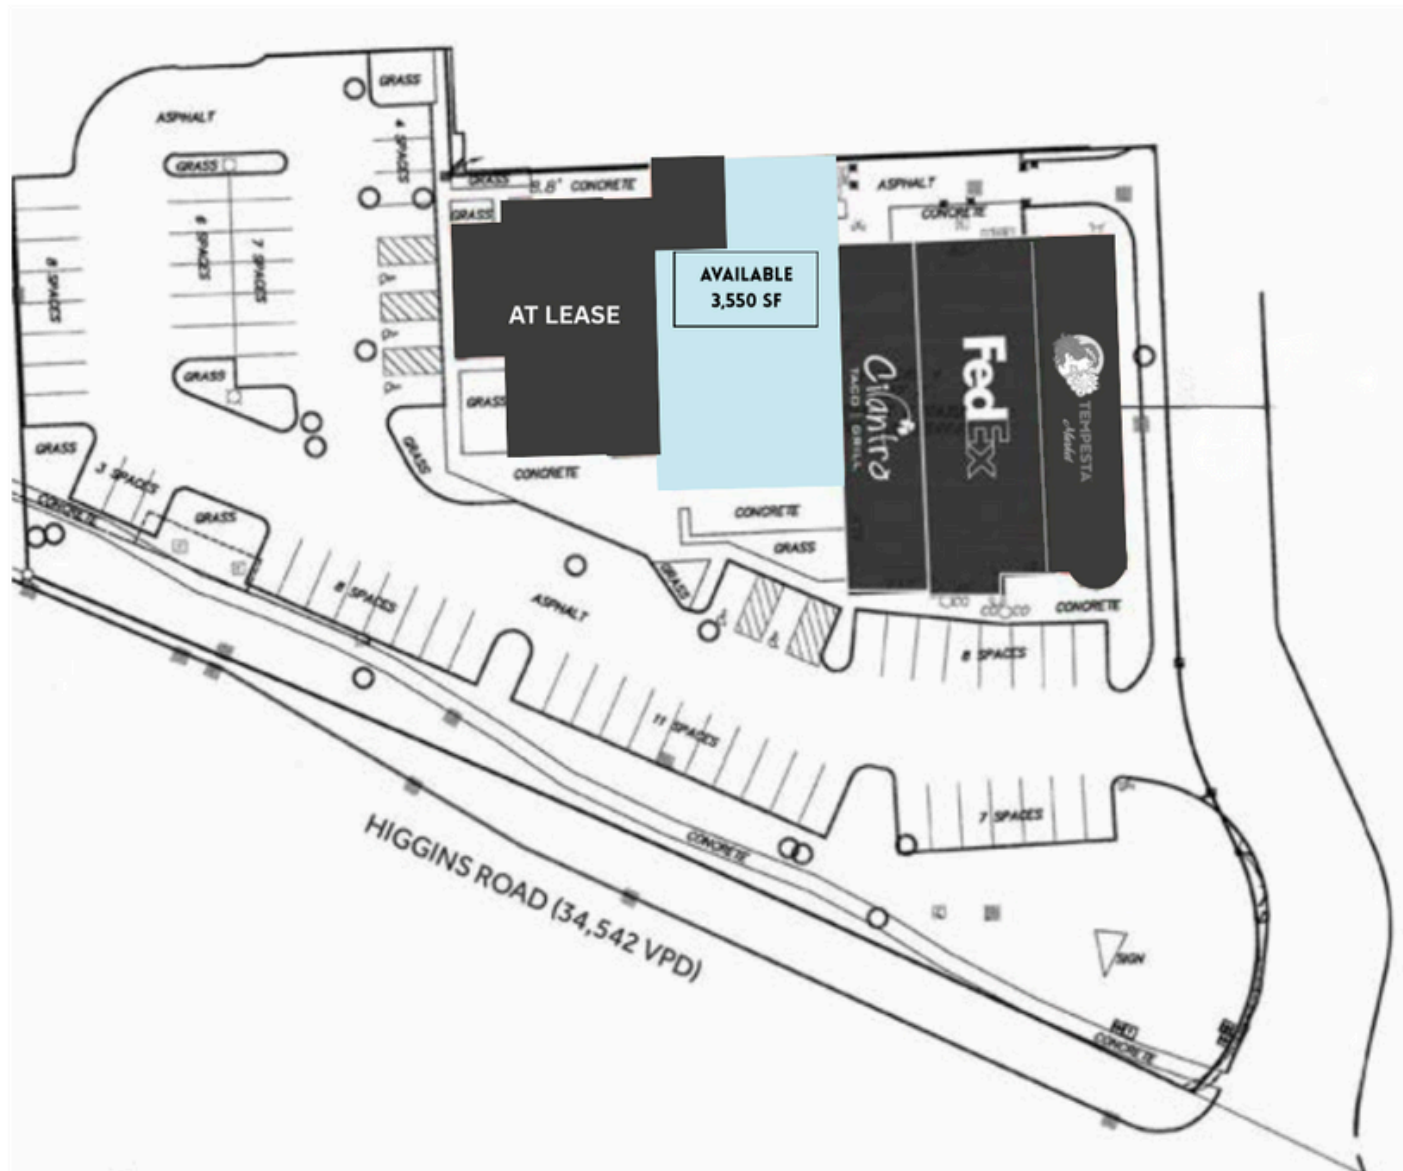 GRASS
ASPHALT
4 SPACES
GRASS
GRASS
8.8"
CONCRETE
ASPHALT
GRASS
CONCRETE
6 SPACES
7 SPACES
8 SPACES
AVAILABLE
3,550 SF
AT LEASE
Cilantro
TACO | GRILL
FedEx
TEMPESTA
Market
GRASS
GRASS
GRASS
GRASS
3 SPACES
CONCRETE
CONCRETE
GRASS
CONCRETE
GRASS
GRASS
8 SPACES
ASPHALT
CO
CO
CO
CONCRETE
8 SPACES
11 SPACES
7 SPACES
CONCRETE
HIGGINS ROAD (34,542 VPD)
SIGN
CONCRETE